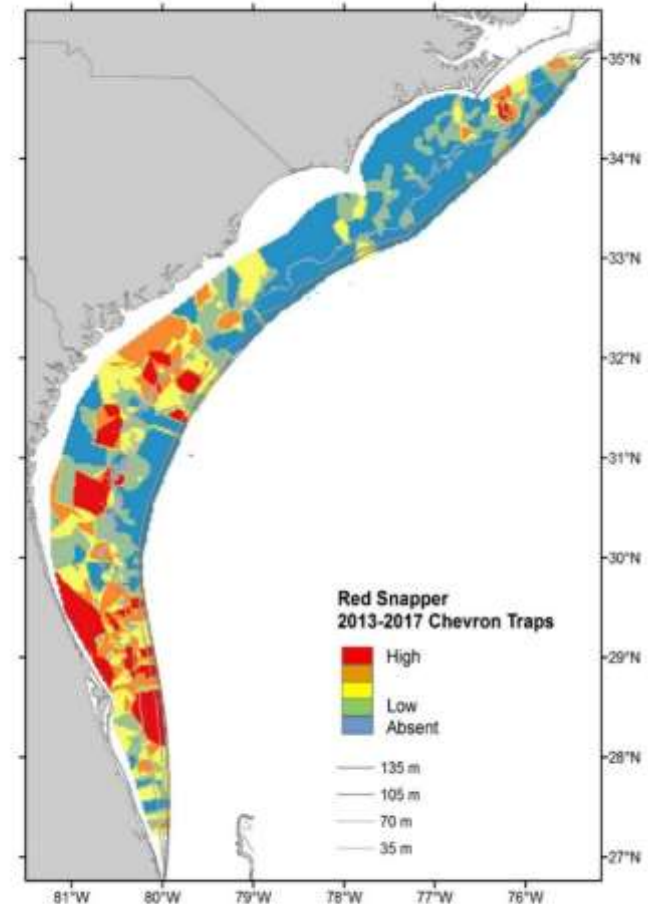 35°N
34°N
33°N
32°N
31°N
30°N
29°N
28°N
27°N
Red Snapper
2013-2017 Chevron Traps
High
Low
Absent
135 m
105 m
70 m
35 m
81°W 80°W 79°W 78°W 77°W 76°W